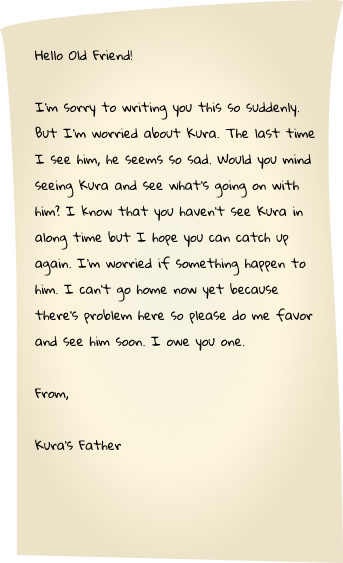 Hello Old Friend!
I'm sorry to writing you this so suddenly.
But I'm worried about Kura. The last time
I see him, he seems so sad. Would you mind
seeing Kura and see what's going on with
him? I know that you haven't see Kura in
along time but I hope you can catch up
again. I'm worried if something happen to
him. I can't go home now yet because
there's problem here so please do me favor
and see him soon. I owe you one.
From,
Kura's Father